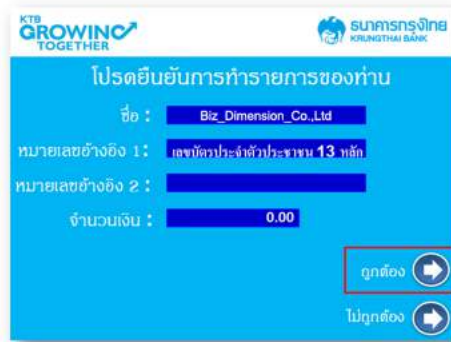 KTB
GROWING
TOGETHER
ธนาคารกรุงไทย
KRUNGTHAI BANK
โปรดยืนยันการทำรายการของท่าน
ชื่อ : Biz_Dimension_Co.,Ltd
หมายเลขอ้างอิง 1: เลขบัตรประจำตัวประชาชน 13 หลัก
หมายเลขอ้างอิง 2 :
จำนวนเงิน : 0.00
ถูกต้อง
ไม่ถูกต้อง